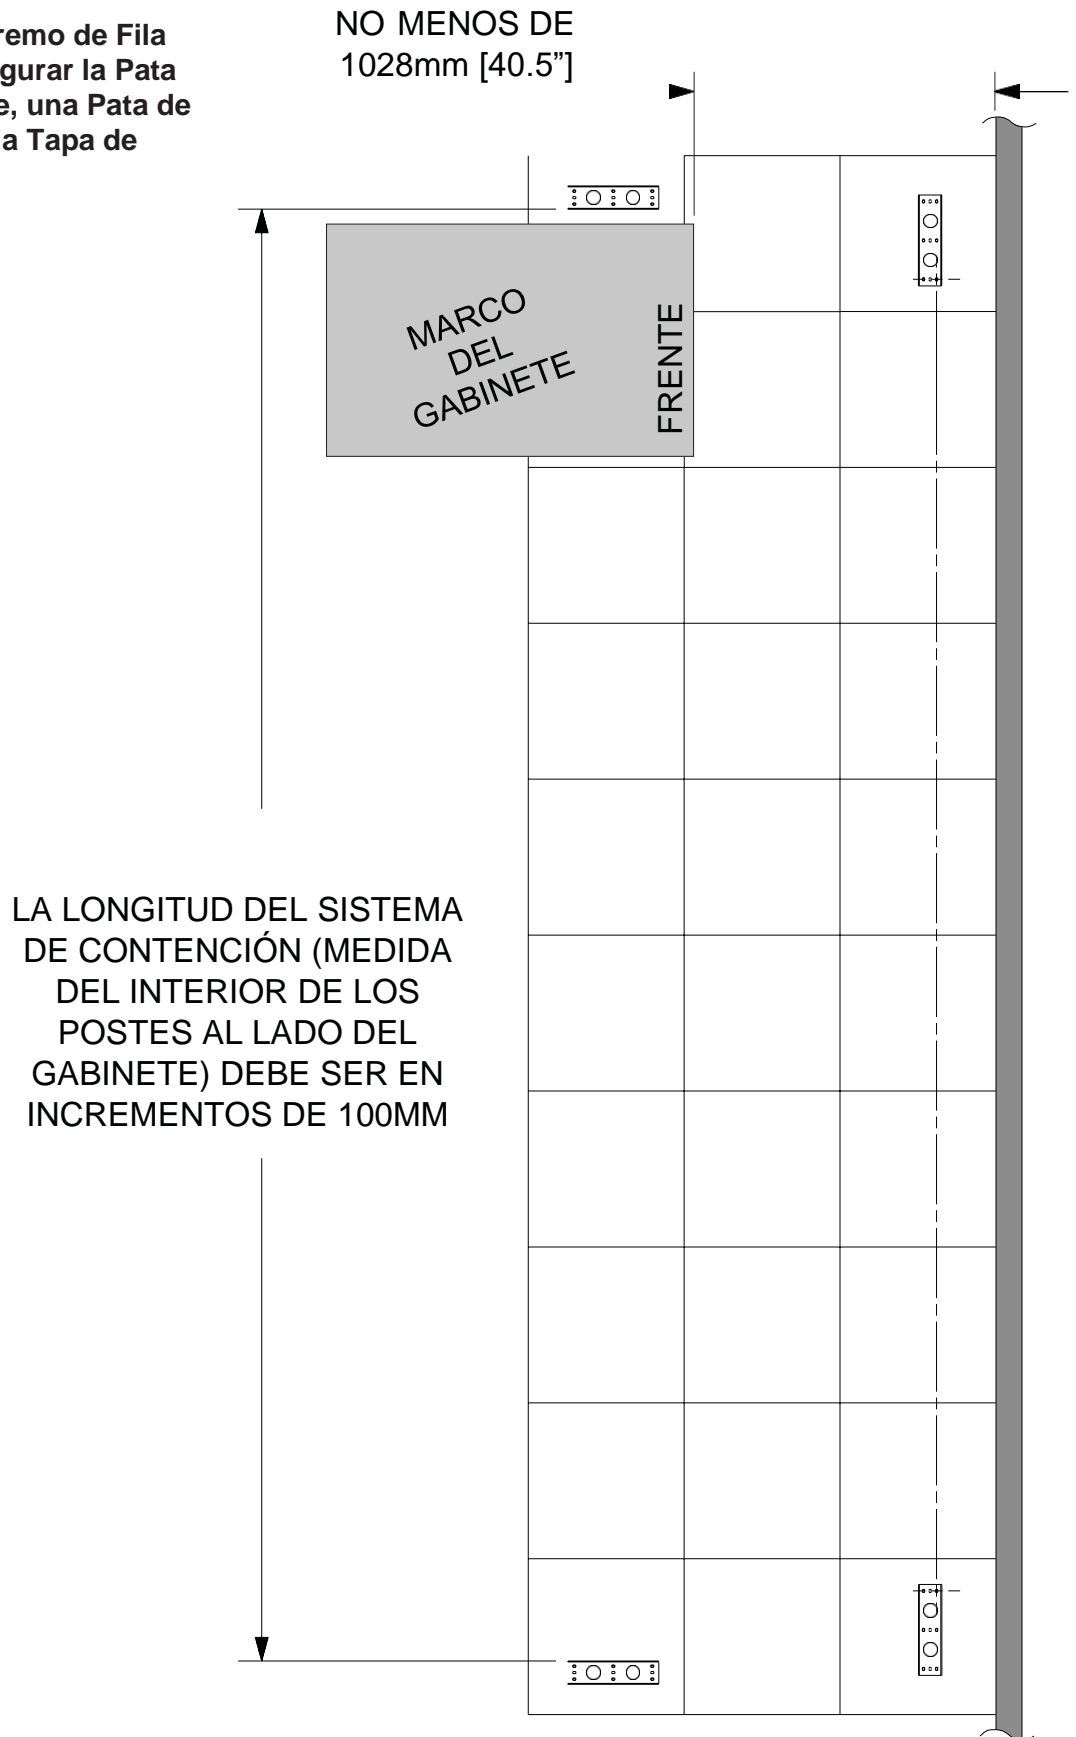 remo de Fila
gurar la Pata
e, una Pata de
a Tapa de
NO MENOS DE
1028mm [40.5”]
MARCO
DEL
GABINETE
FRENTE
LA LONGITUD DEL SISTEMA
DE CONTENCIÓN (MEDIDA
DEL INTERIOR DE LOS
POSTES AL LADO DEL
GABINETE) DEBE SER EN
INCREMENTOS DE 100MM